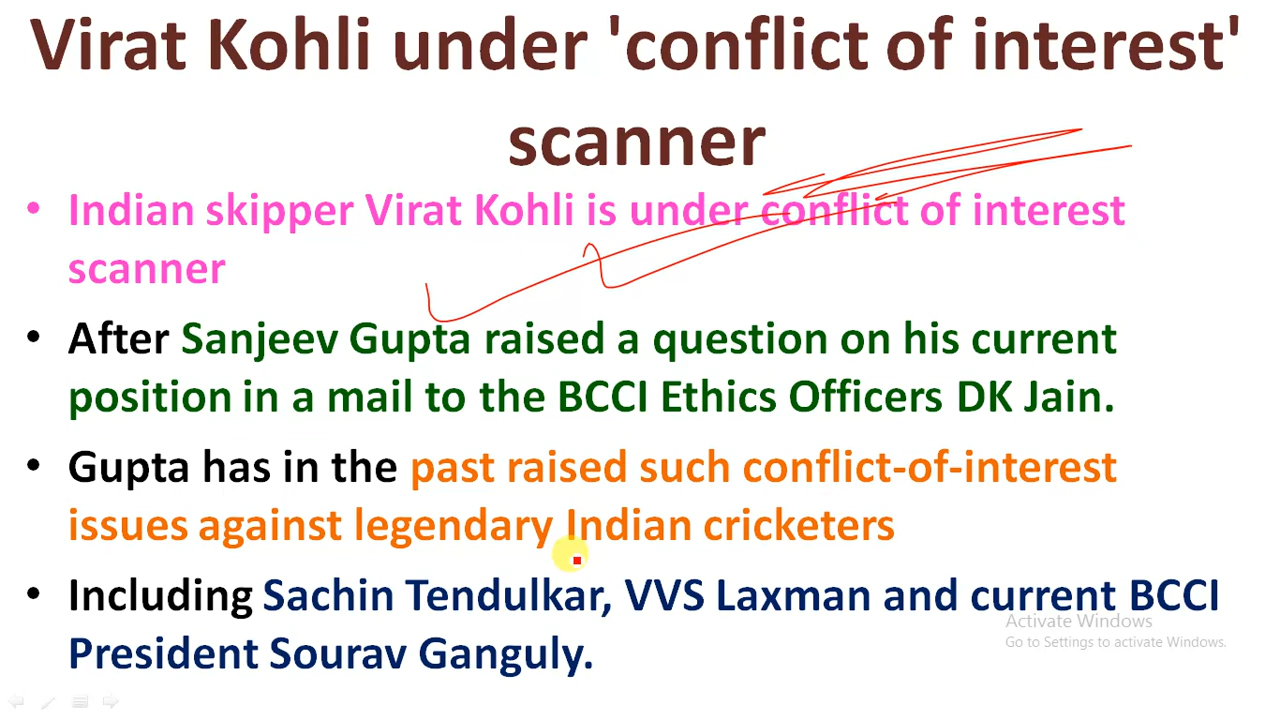 Virat Kohli under 'conflict of interest'
scanner
• Indian skipper Virat Kohli is under conflict of interest
scanner
• After Sanjeev Gupta raised a question on his current
position in a mail to the BCCI Ethics Officers DK Jain.
• Gupta has in the past raised such conflict-of-interest
issues against legendary Indian cricketers
• Including Sachin Tendulkar, VVS Laxman and current BCCI
President Sourav Ganguly.
Activate Windows
Go to Settings to activate Windows.